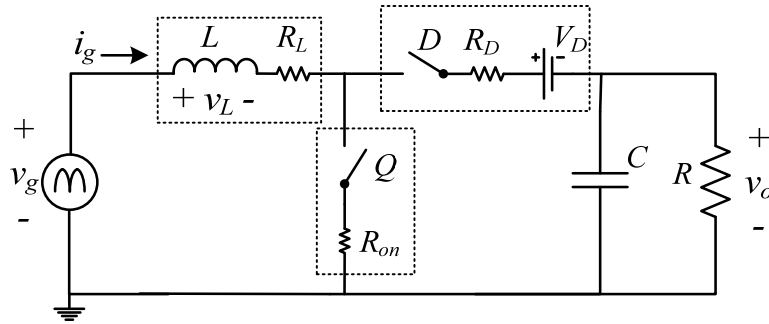 i_g
L
R_L
D
R_D
V_D
+ -
+ v_L -
Q
R_on
+
v_g
-
C
R
+
v_o
-